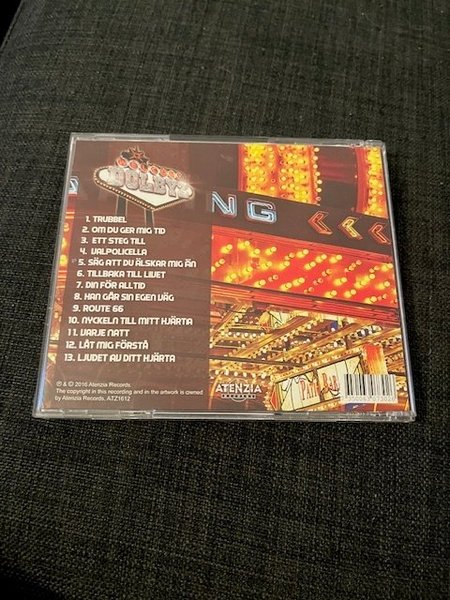 DOLBYS
NG
1. TRUBBEL
2. OM DU GER MIG TID
3. ETT STEG TILL
4. VALPOLICELLA
5. SÄG ATT DU ÄLSKAR MIG ÄN
6. TILLBAKA TILL LIVET
7. DIN FÖR ALLTID
8. HAN GÅR SIN EGEN VÄG
9. ROUTE 66
10. NYCKELN TILL MITT HJÄRTA
11. VARJE NATT
12. LÅT MIG FÖRSTÅ
13. LJUDET AV DITT HJÄRTA
℗ & © 2016 Atenzia Records.
The copyright in this recording and in the artwork is owned
by Atenzia Records, ATZ1612
ATENZIA
RECORDS